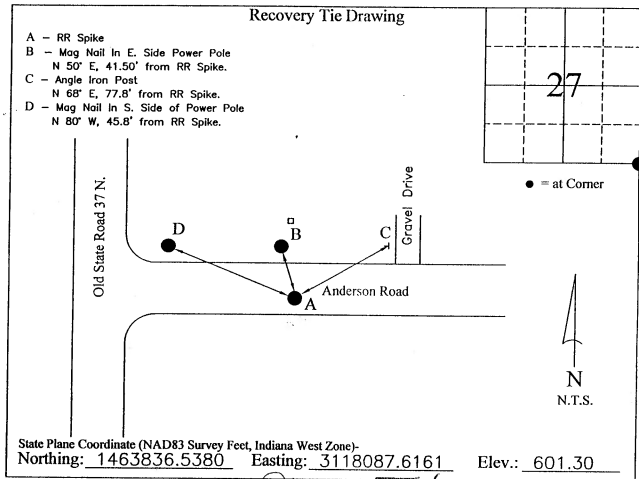 Recovery Tie Drawing
A – RR Spike
B – Mag Nail In E. Side Power Pole
N 50° E, 41.50' from RR Spike.
C – Angle Iron Post
N 68° E, 77.8' from RR Spike.
D – Mag Nail In S. Side of Power Pole
N 80° W, 45.8' from RR Spike.
27
● = at Corner
Old State Road 37 N.
Gravel Drive
D
B
C
A
Anderson Road
N
N.T.S.
State Plane Coordinate (NAD83 Survey Feet, Indiana West Zone)-
Northing: 1463836.5380 Easting: 3118087.6161 Elev.: 601.30